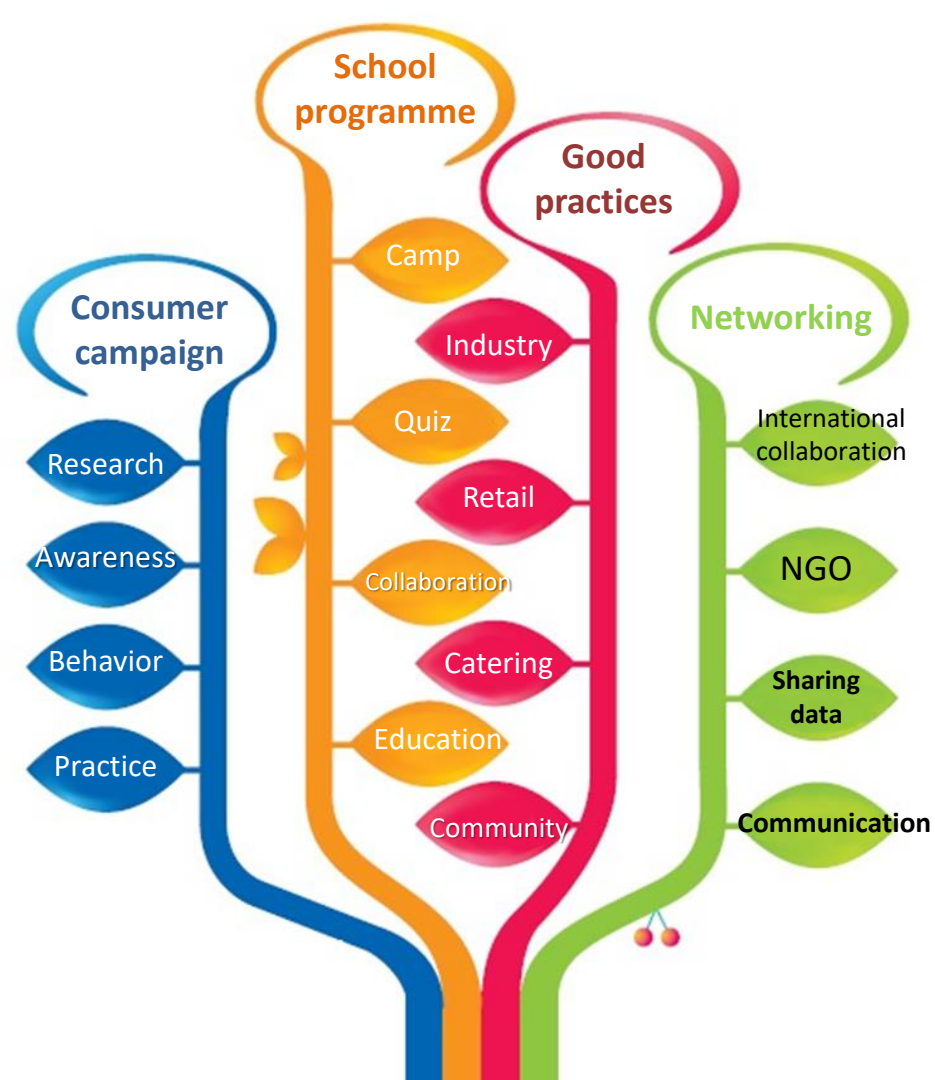 School
programme
Camp
Quiz
Collaboration
Education
Good
practices
Industry
Retail
Catering
Community
Consumer
campaign
Research
Awareness
Behavior
Practice
Networking
International
collaboration
NGO
Sharing
data
Communication